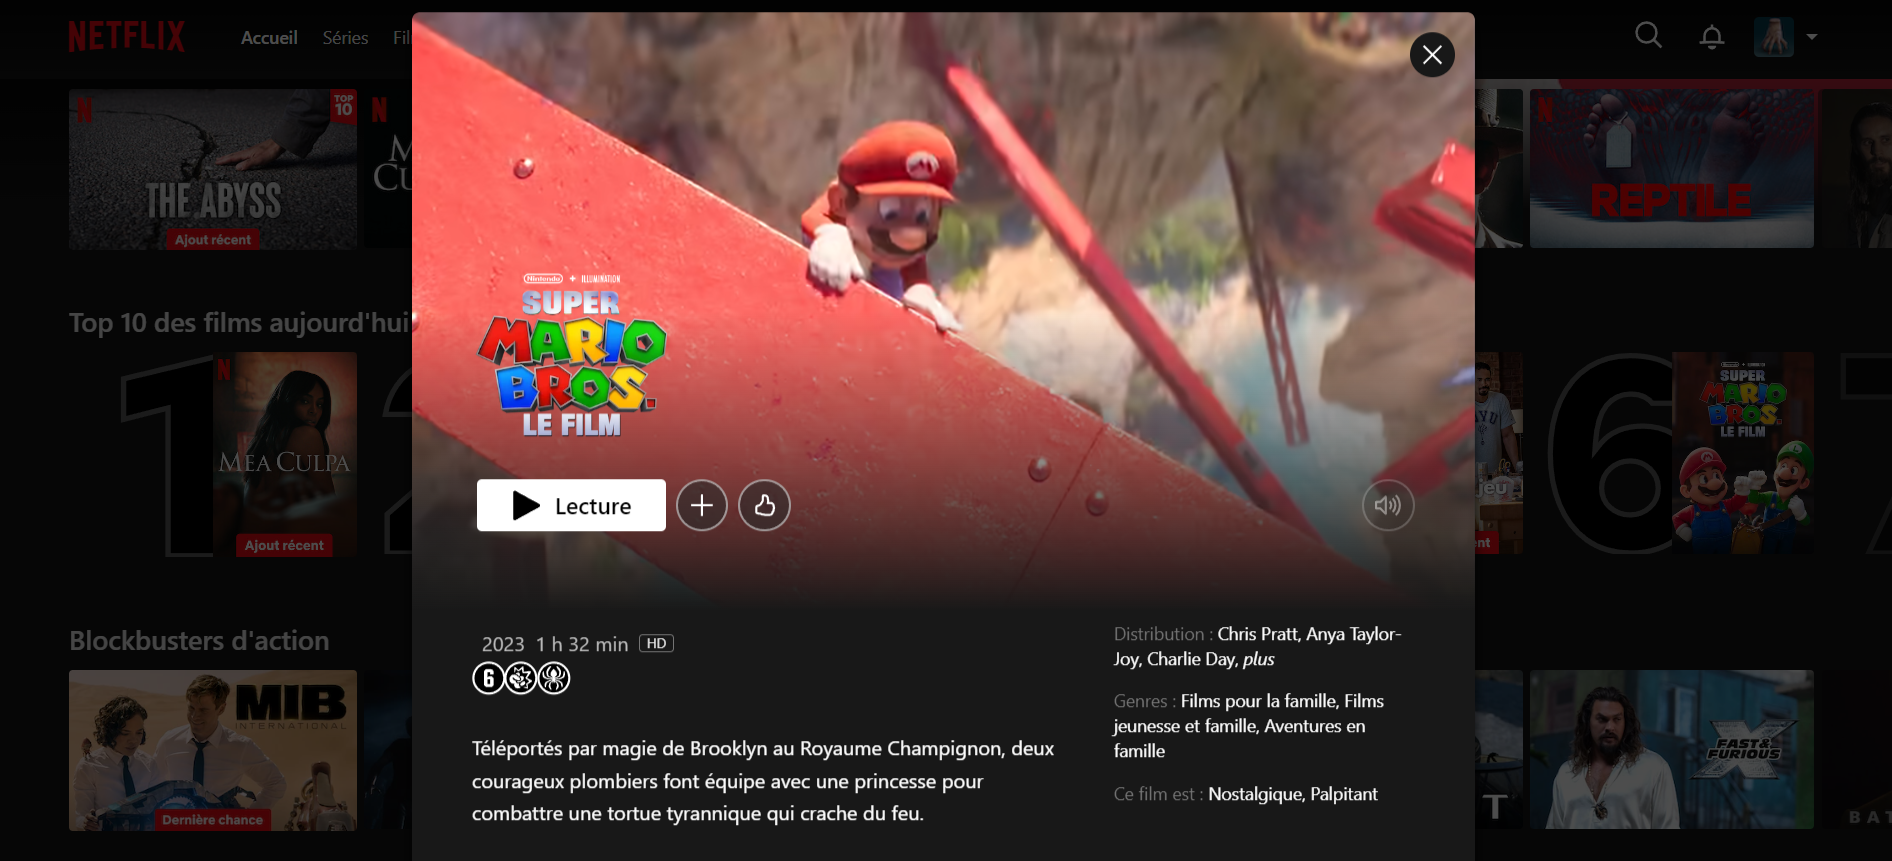 NETFLIX
Accueil
Séries
TOP
10
THE ABYSS
Ajout récent
REPTILE
Nintendo + ILLUMINATION
SUPER
MARIO
BROS.
LE FILM
Lecture
Top 10 des films aujourd'hui
1
MEA CULPA
Ajout récent
6
SUPER
MARIO
BROS.
LE FILM
2023 1 h 32 min HD
6
Téléportés par magie de Brooklyn au Royaume Champignon, deux
courageux plombiers font équipe avec une princesse pour
combattre une tortue tyrannique qui crache du feu.
Distribution : Chris Pratt, Anya Taylor-
Joy, Charlie Day, plus
Genres : Films pour la famille, Films
jeunesse et famille, Aventures en
famille
Ce film est : Nostalgique, Palpitant
Blockbusters d'action
MIB
INTERNATIONAL
Dernière chance
FAST &
FURIOUS
X